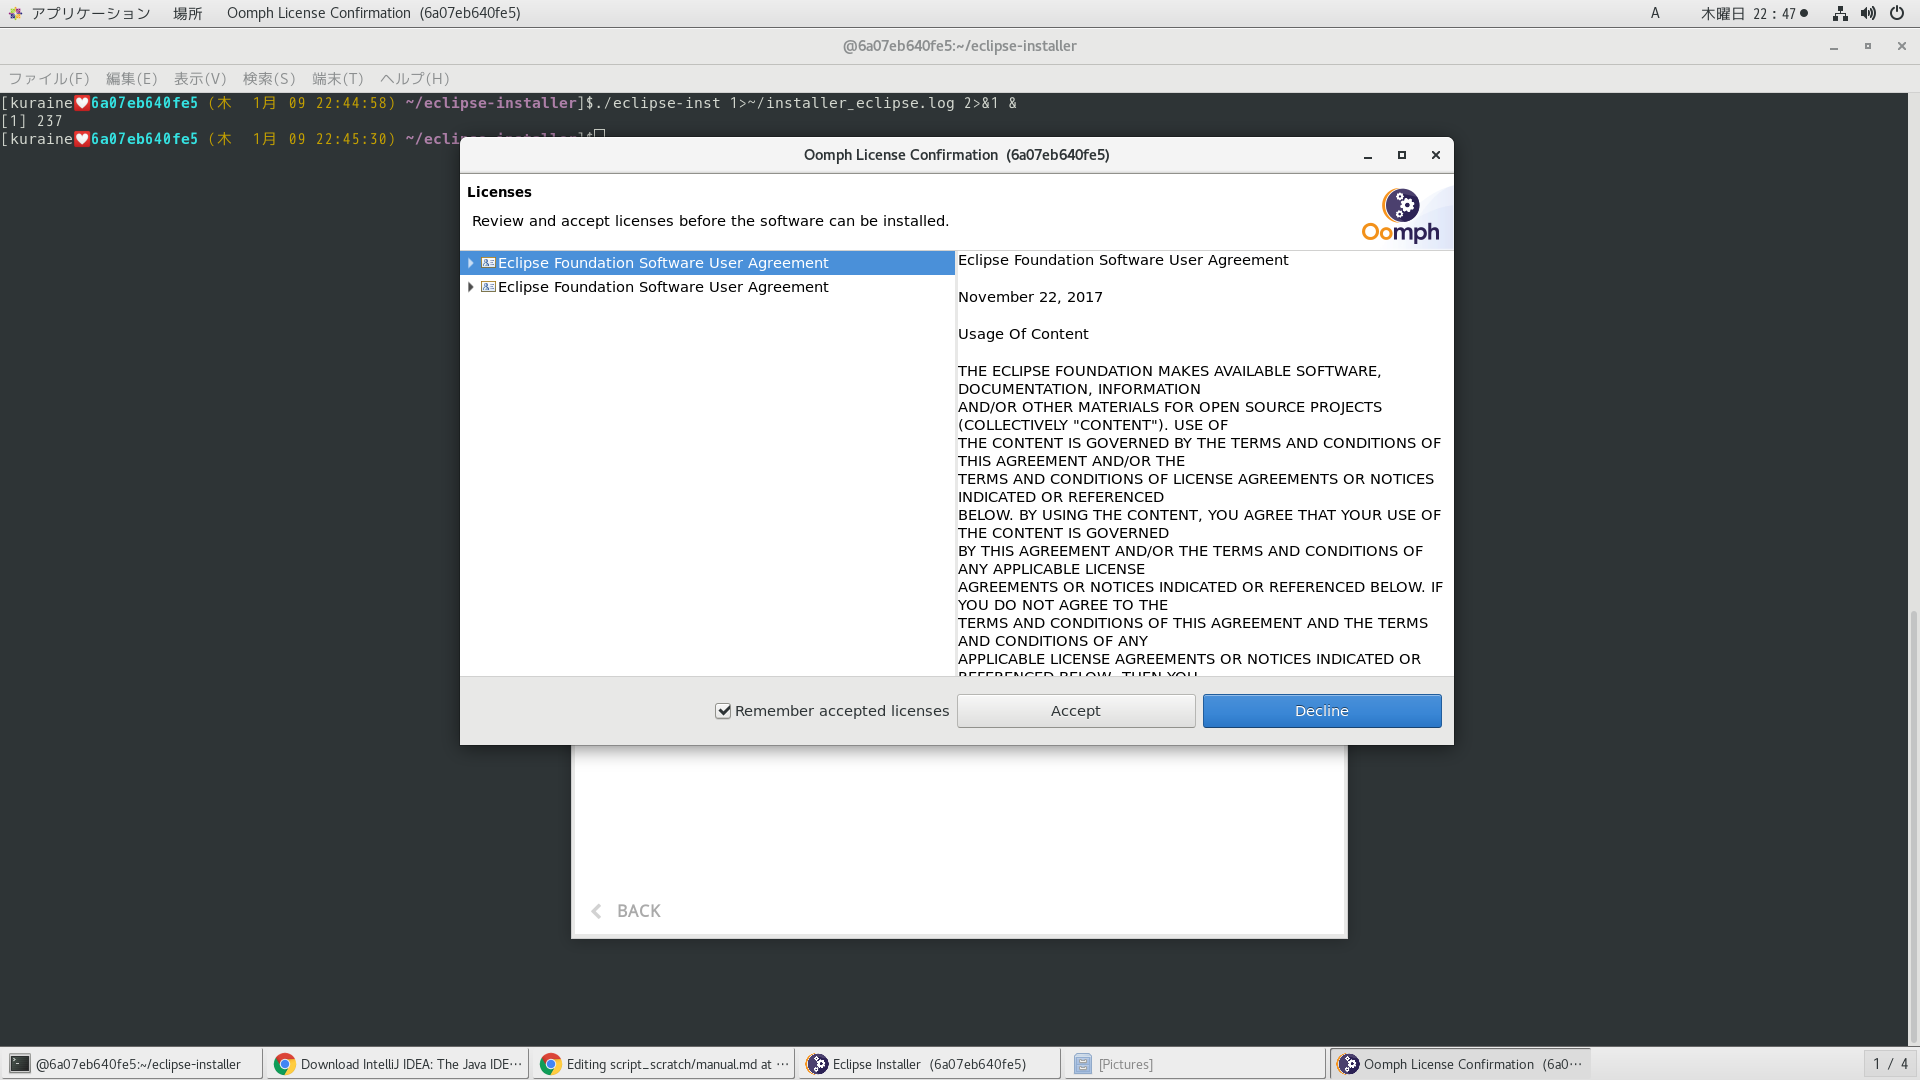 アプリケーション 場所 Oomph License Confirmation (6a07eb640fe5) A 木曜日 22 : 47●
@6a07eb640fe5:~/eclipse-installer
ファイル(F) 編集(E) 表示(V) 検索(S) 端末(T) ヘルプ(H)
[kuraine 6a07eb640fe5 (木 1月 09 22:44:58) ~/eclipse-installer]$./eclipse-inst 1>~/installer_eclipse.log 2>&1 &
[1] 237
[kuraine 6a07eb640fe5 (木 1月 09 22:45:30) ~/eclipse-installer]$
Oomph License Confirmation (6a07eb640fe5)
Licenses
Review and accept licenses before the software can be installed.
Oomph
Eclipse Foundation Software User Agreement
Eclipse Foundation Software User Agreement
Eclipse Foundation Software User Agreement
November 22, 2017
Usage Of Content
THE ECLIPSE FOUNDATION MAKES AVAILABLE SOFTWARE,
DOCUMENTATION, INFORMATION
AND/OR OTHER MATERIALS FOR OPEN SOURCE PROJECTS
(COLLECTIVELY "CONTENT"). USE OF
THE CONTENT IS GOVERNED BY THE TERMS AND CONDITIONS OF
THIS AGREEMENT AND/OR THE
TERMS AND CONDITIONS OF LICENSE AGREEMENTS OR NOTICES
INDICATED OR REFERENCED
BELOW. BY USING THE CONTENT, YOU AGREE THAT YOUR USE OF
THE CONTENT IS GOVERNED
BY THIS AGREEMENT AND/OR THE TERMS AND CONDITIONS OF
ANY APPLICABLE LICENSE
AGREEMENTS OR NOTICES INDICATED OR REFERENCED BELOW. IF
YOU DO NOT AGREE TO THE
TERMS AND CONDITIONS OF THIS AGREEMENT AND THE TERMS
AND CONDITIONS OF ANY
APPLICABLE LICENSE AGREEMENTS OR NOTICES INDICATED OR
REFERENCED BELOW, THEN YOU
Remember accepted licenses Accept Decline
BACK
@6a07eb640fe5:~/eclipse-installer Download IntelliJ IDEA: The Java IDE⋯ Editing script_scratch/manual.md at ⋯ Eclipse Installer (6a07eb640fe5) [Pictures] Oomph License Confirmation (6a0⋯ 1 / 4